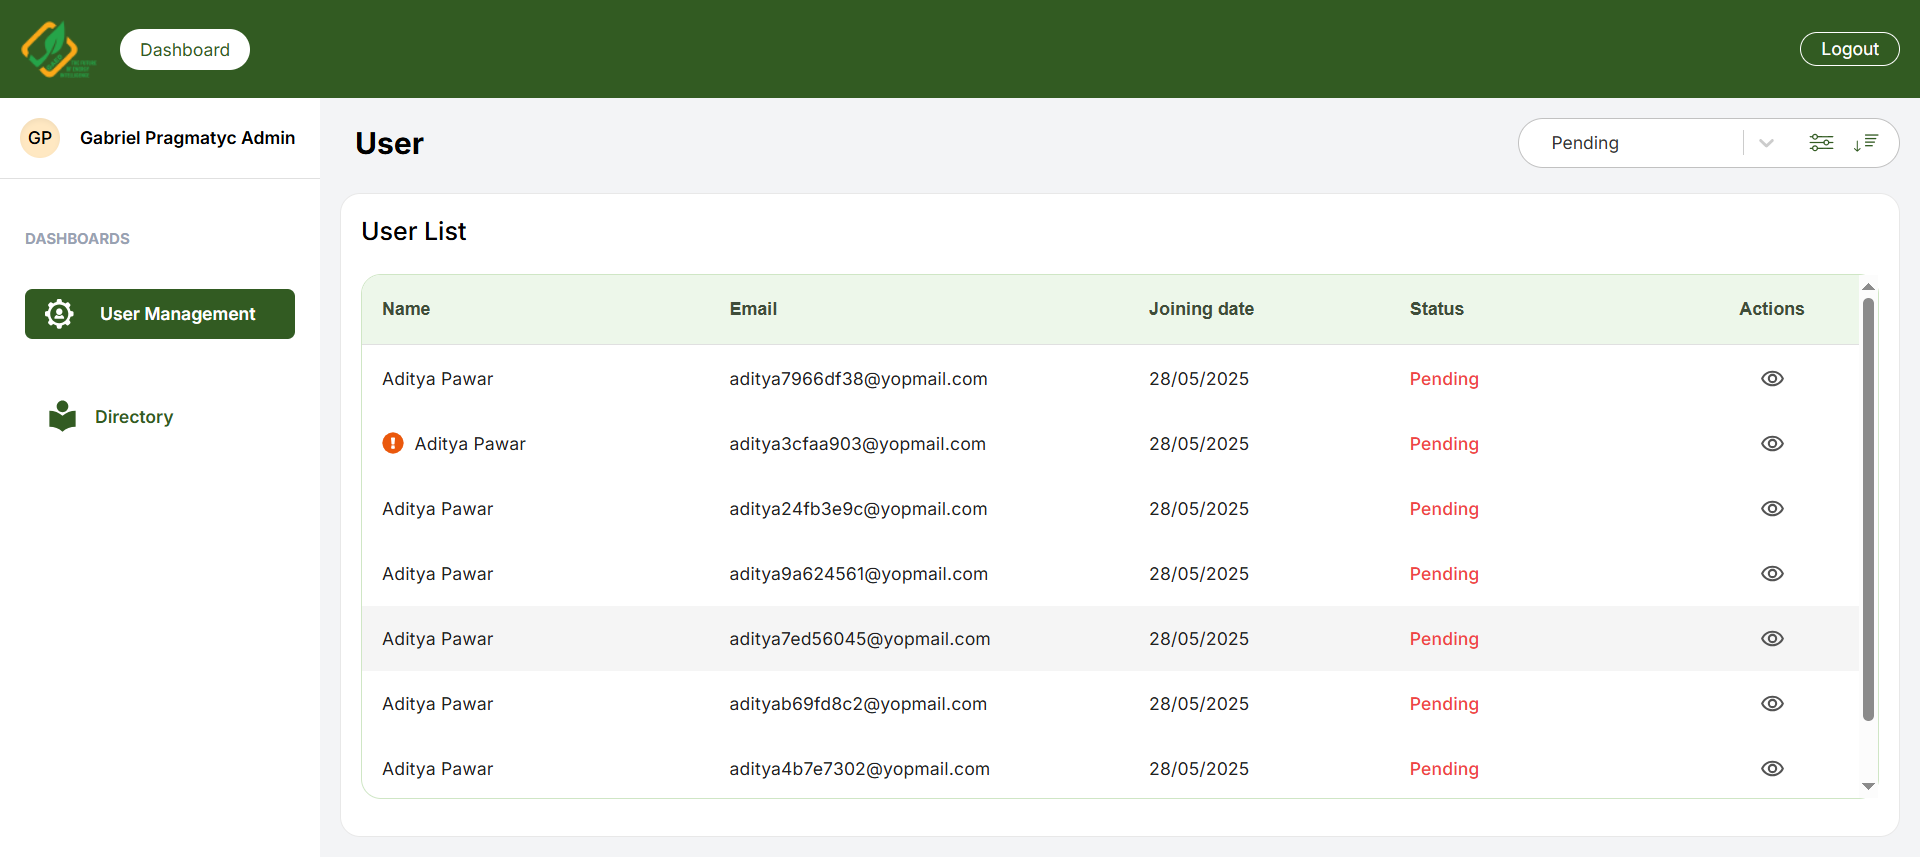 Dashboard
Logout
GP Gabriel Pragmatyc Admin
User
Pending
DASHBOARDS
User Management
Directory
User List
Name Email Joining date Status Actions
Aditya Pawar aditya7966df38@yopmail.com 28/05/2025 Pending
Aditya Pawar aditya3cfaa903@yopmail.com 28/05/2025 Pending
Aditya Pawar aditya24fb3e9c@yopmail.com 28/05/2025 Pending
Aditya Pawar aditya9a624561@yopmail.com 28/05/2025 Pending
Aditya Pawar aditya7ed56045@yopmail.com 28/05/2025 Pending
Aditya Pawar adityab69fd8c2@yopmail.com 28/05/2025 Pending
Aditya Pawar aditya4b7e7302@yopmail.com 28/05/2025 Pending